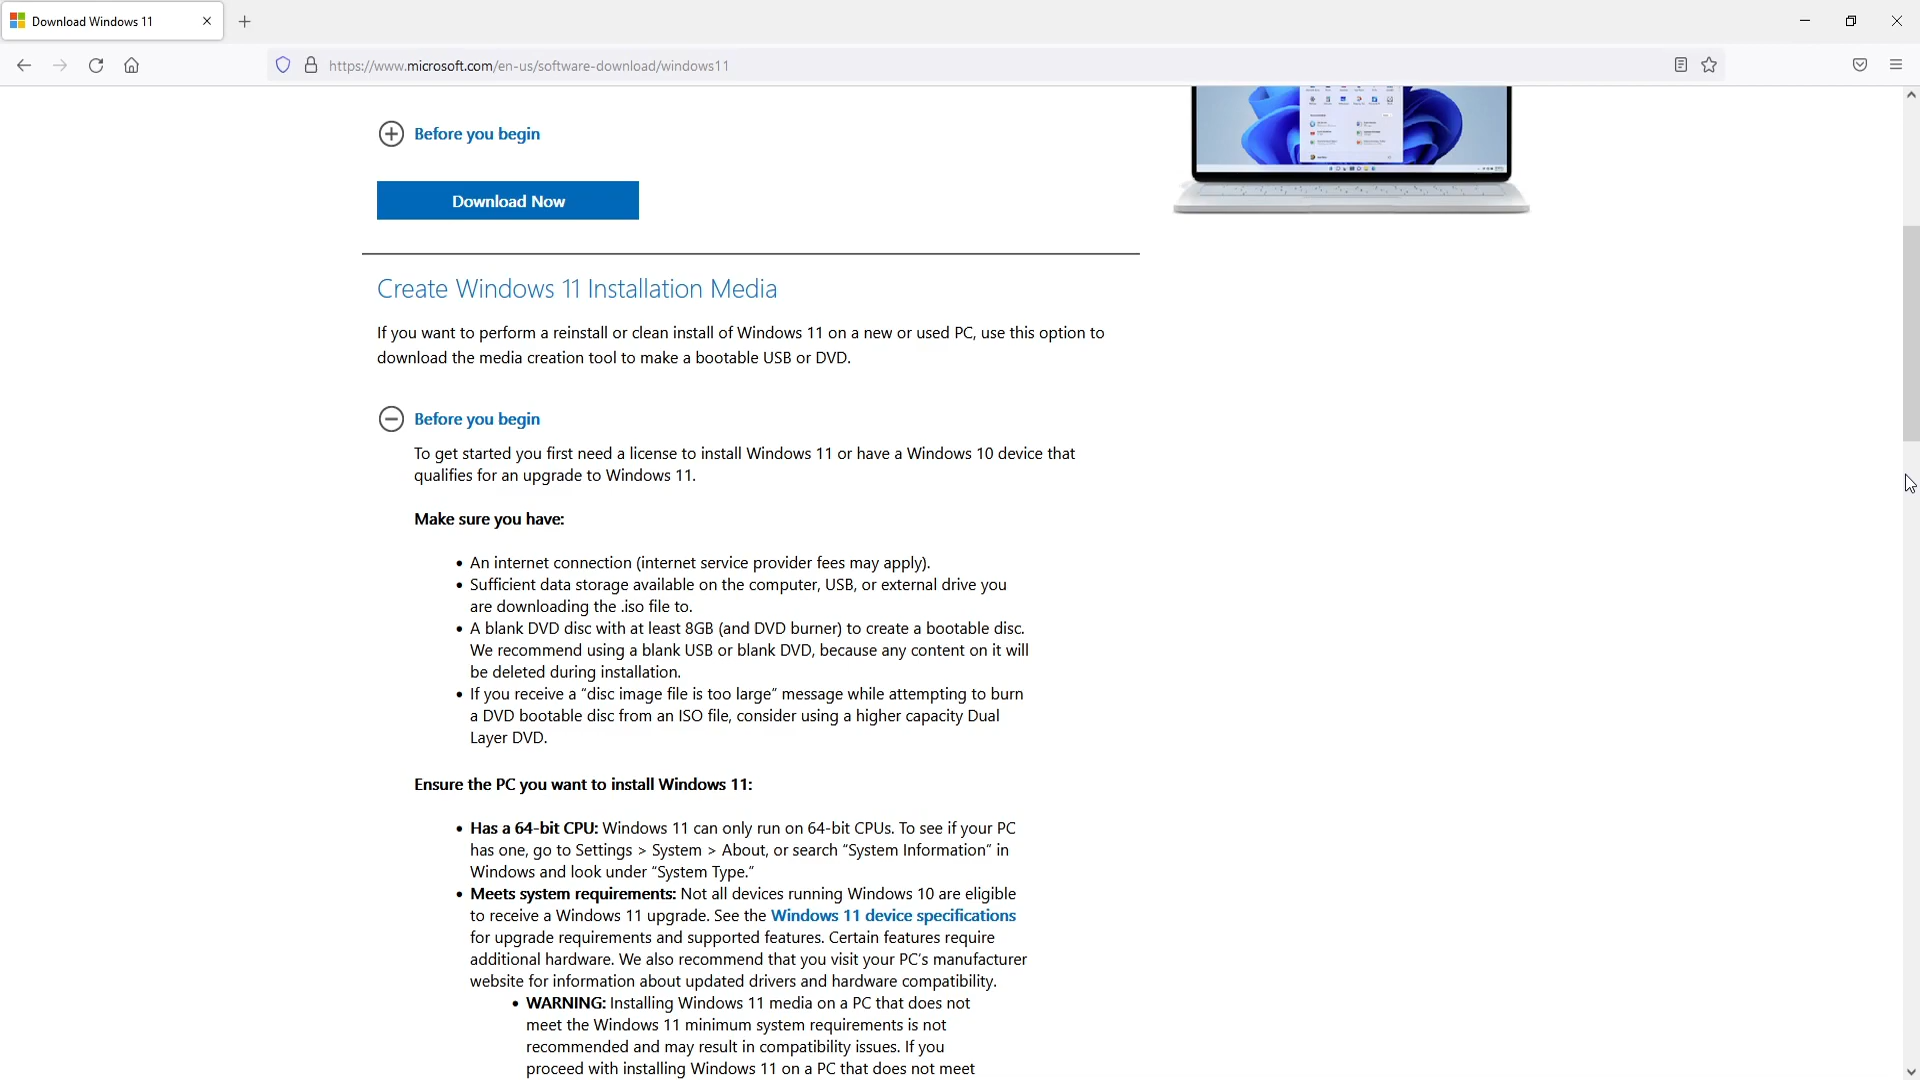 Download Windows 11
https://www.microsoft.com/en-us/software-download/windows11
Before you begin
Download Now
Create Windows 11 Installation Media
If you want to perform a reinstall or clean install of Windows 11 on a new or used PC, use this option to
download the media creation tool to make a bootable USB or DVD.
Before you begin
To get started you first need a license to install Windows 11 or have a Windows 10 device that
qualifies for an upgrade to Windows 11.
Make sure you have:
• An internet connection (internet service provider fees may apply).
• Sufficient data storage available on the computer, USB, or external drive you
are downloading the .iso file to.
• A blank DVD disc with at least 8GB (and DVD burner) to create a bootable disc.
We recommend using a blank USB or blank DVD, because any content on it will
be deleted during installation.
• If you receive a “disc image file is too large” message while attempting to burn
a DVD bootable disc from an ISO file, consider using a higher capacity Dual
Layer DVD.
Ensure the PC you want to install Windows 11:
• Has a 64-bit CPU: Windows 11 can only run on 64-bit CPUs. To see if your PC
has one, go to Settings > System > About, or search “System Information” in
Windows and look under “System Type.”
• Meets system requirements: Not all devices running Windows 10 are eligible
to receive a Windows 11 upgrade. See the Windows 11 device specifications
for upgrade requirements and supported features. Certain features require
additional hardware. We also recommend that you visit your PC's manufacturer
website for information about updated drivers and hardware compatibility.
• WARNING: Installing Windows 11 media on a PC that does not
meet the Windows 11 minimum system requirements is not
recommended and may result in compatibility issues. If you
proceed with installing Windows 11 on a PC that does not meet